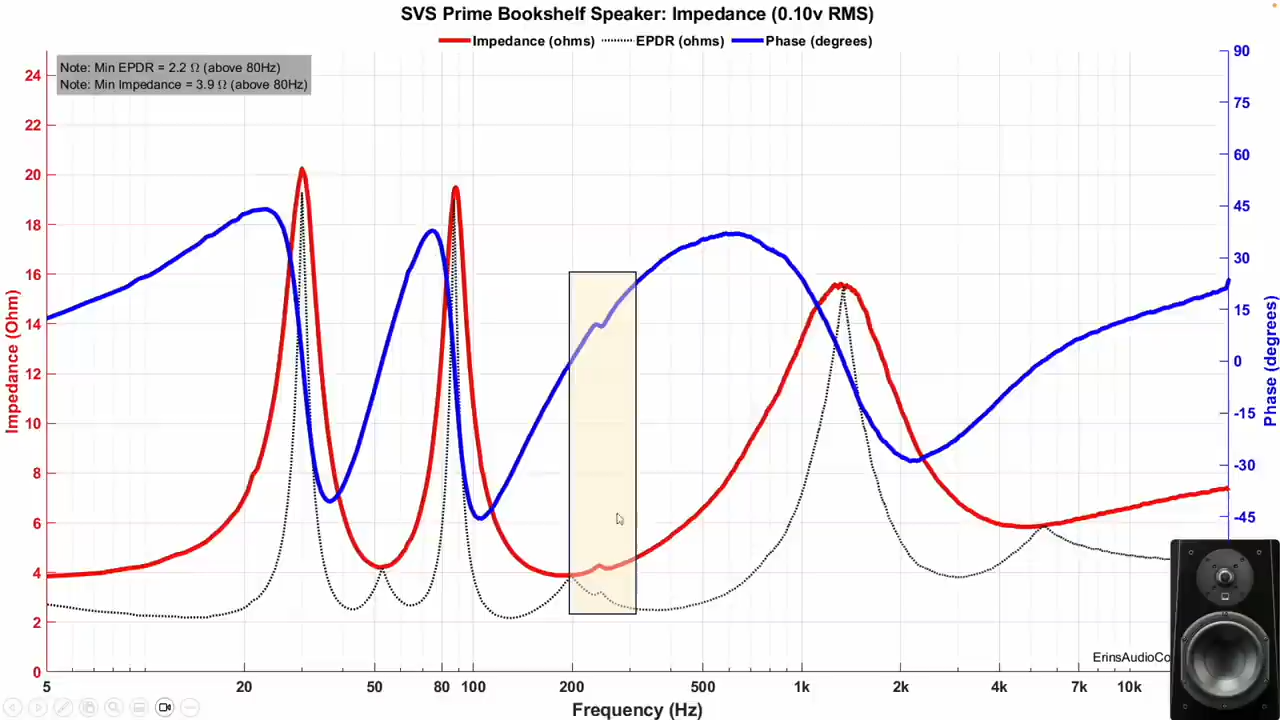 SVS Prime Bookshelf Speaker: Impedance (0.10v RMS)
Impedance (ohms) EPDR (ohms) Phase (degrees)
Note: Min EPDR = 2.2 Ω (above 80Hz)
Note: Min Impedance = 3.9 Ω (above 80Hz)
Impedance (Ohm)
24
22
20
18
16
14
12
10
8
6
4
2
0
90
75
60
45
30
15
0
-15
-30
-45
Phase (degrees)
ErinsAudioCo
5 20 50 80 100 200 500 1k 2k 4k 7k 10k
Frequency (Hz)